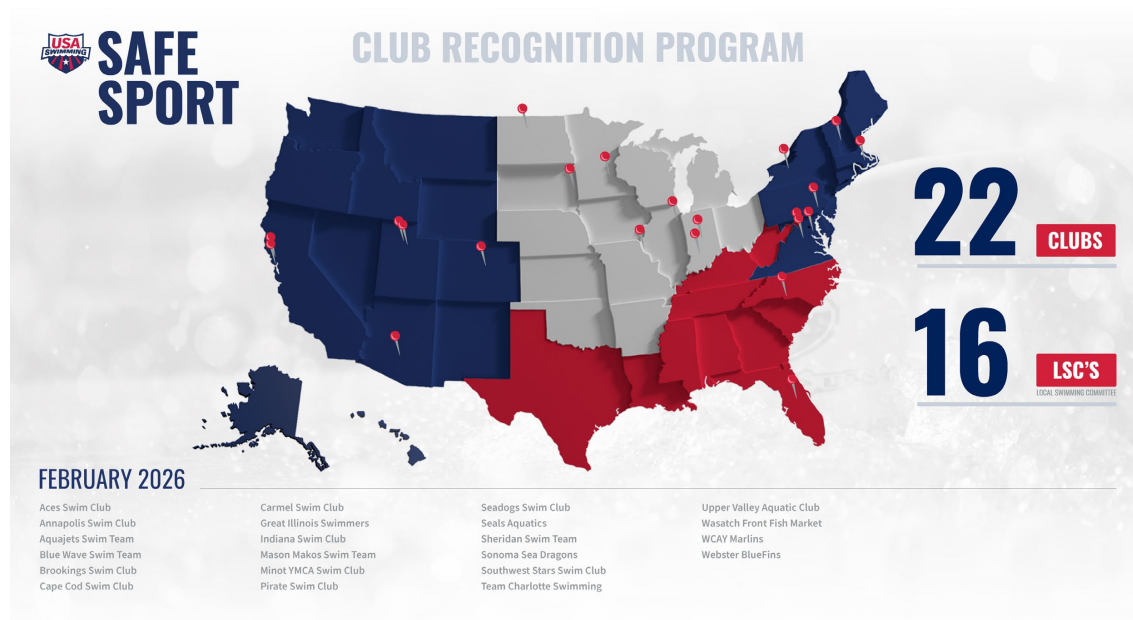 USA
SWIMMING
SAFE
SPORT
CLUB RECOGNITION PROGRAM
22
CLUBS
16
LSC'S
LOCAL SWIMMING COMMITTEE
FEBRUARY 2026
Aces Swim Club
Annapolis Swim Club
Aquajets Swim Team
Blue Wave Swim Team
Brookings Swim Club
Cape Cod Swim Club
Carmel Swim Club
Great Illinois Swimmers
Indiana Swim Club
Mason Makos Swim Team
Minot YMCA Swim Club
Pirate Swim Club
Seadogs Swim Club
Seals Aquatics
Sheridan Swim Team
Sonoma Sea Dragons
Southwest Stars Swim Club
Team Charlotte Swimming
Upper Valley Aquatic Club
Wasatch Front Fish Market
WCAY Marlins
Webster BlueFins